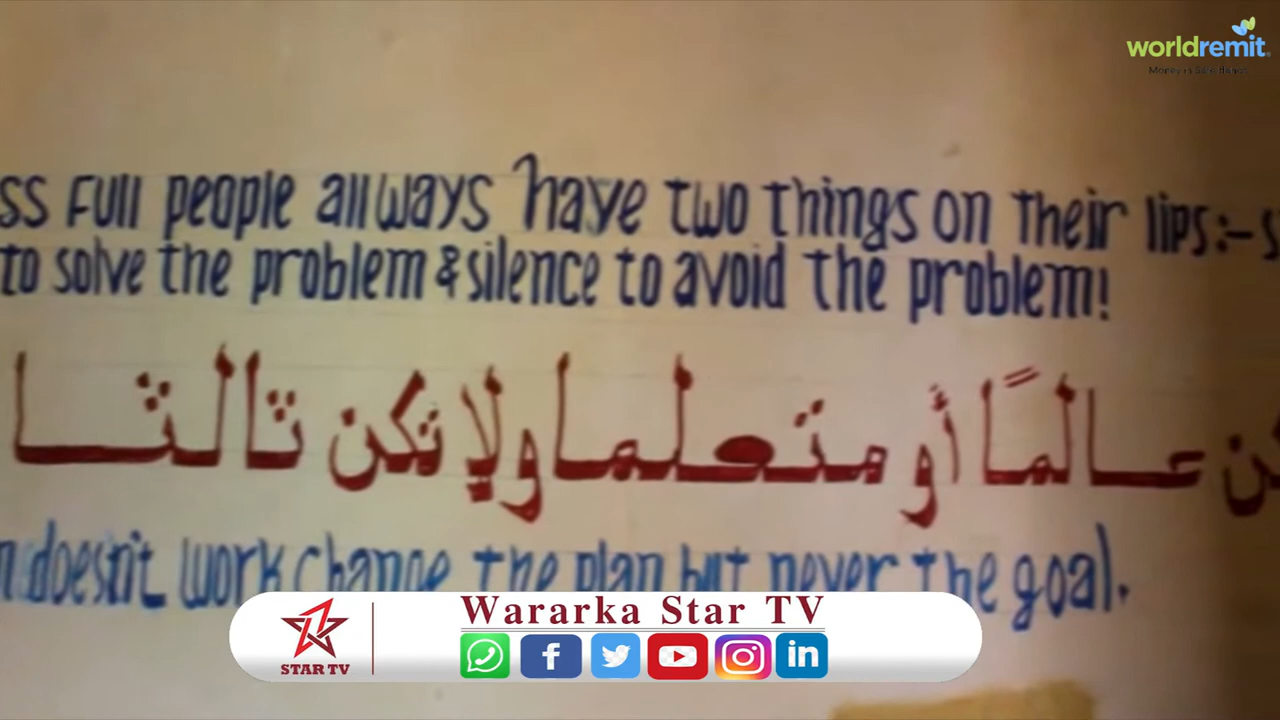 worldremit
ss Full people allways have two things on their lips:- s
to solve the problem & silence to avoid the problem!
كن عالمًا أو متعلما ولا تكن ثالثا
n doesn't work change the plan but never the goal.
Wararka Star TV
STAR TV